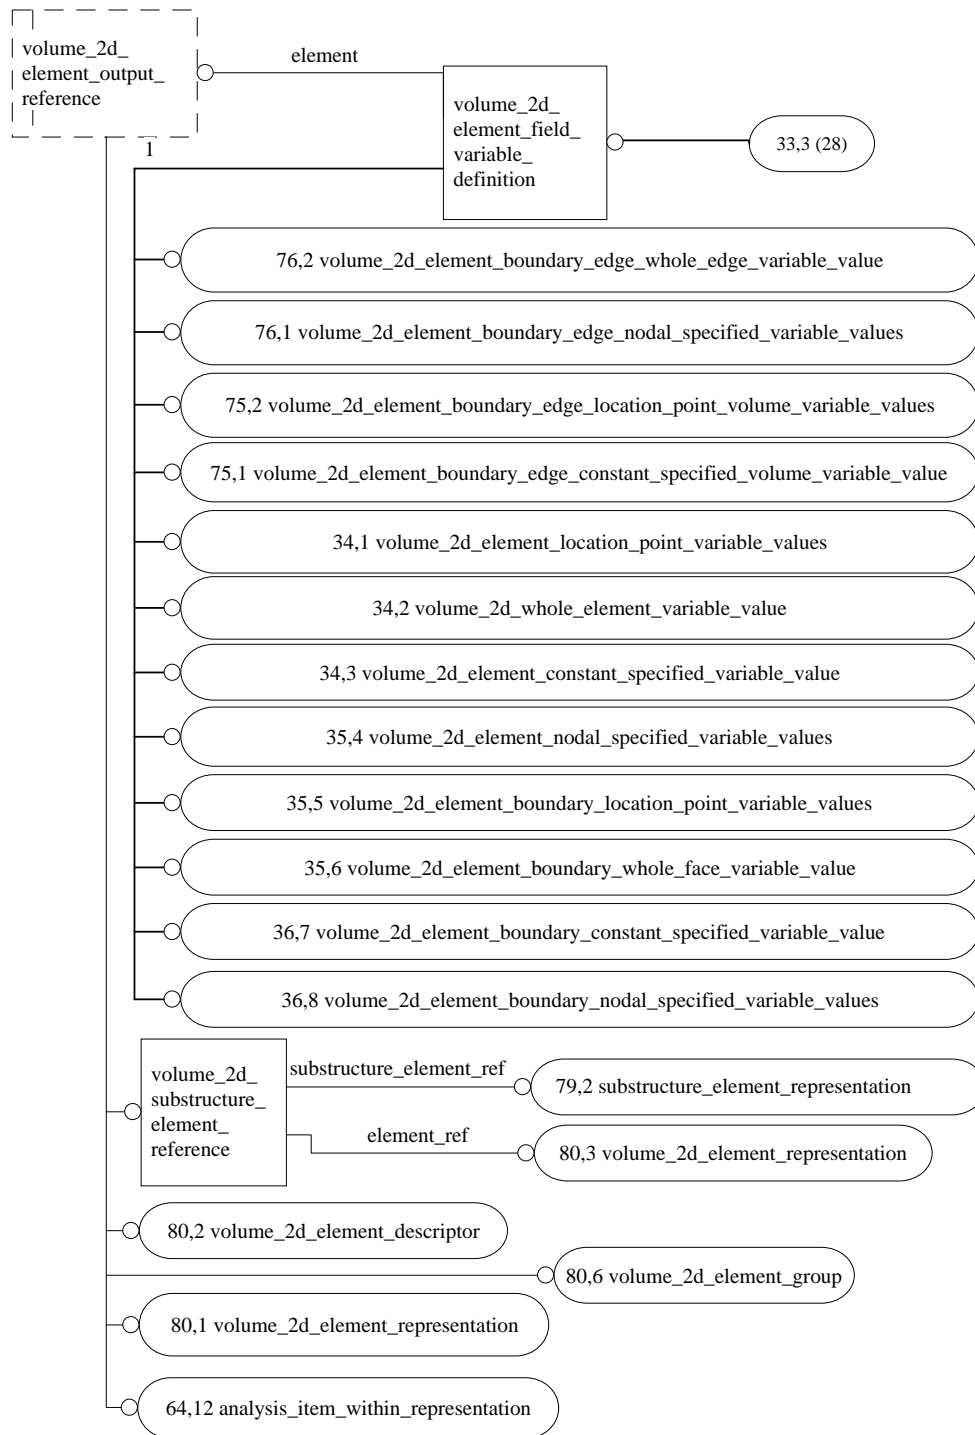 volume_2d_
element_output_
reference
element
volume_2d_
element_field_
variable_
definition
33,3 (28)
1
76,2 volume_2d_element_boundary_edge_whole_edge_variable_value
76,1 volume_2d_element_boundary_edge_nodal_specified_variable_values
75,2 volume_2d_element_boundary_edge_location_point_volume_variable_values
75,1 volume_2d_element_boundary_edge_constant_specified_volume_variable_value
34,1 volume_2d_element_location_point_variable_values
34,2 volume_2d_whole_element_variable_value
34,3 volume_2d_element_constant_specified_variable_value
35,4 volume_2d_element_nodal_specified_variable_values
35,5 volume_2d_element_boundary_location_point_variable_values
35,6 volume_2d_element_boundary_whole_face_variable_value
36,7 volume_2d_element_boundary_constant_specified_variable_value
36,8 volume_2d_element_boundary_nodal_specified_variable_values
volume_2d_
substructure_
element_
reference
substructure_element_ref
79,2 substructure_element_representation
element_ref
80,3 volume_2d_element_representation
80,2 volume_2d_element_descriptor
80,6 volume_2d_element_group
80,1 volume_2d_element_representation
64,12 analysis_item_within_representation